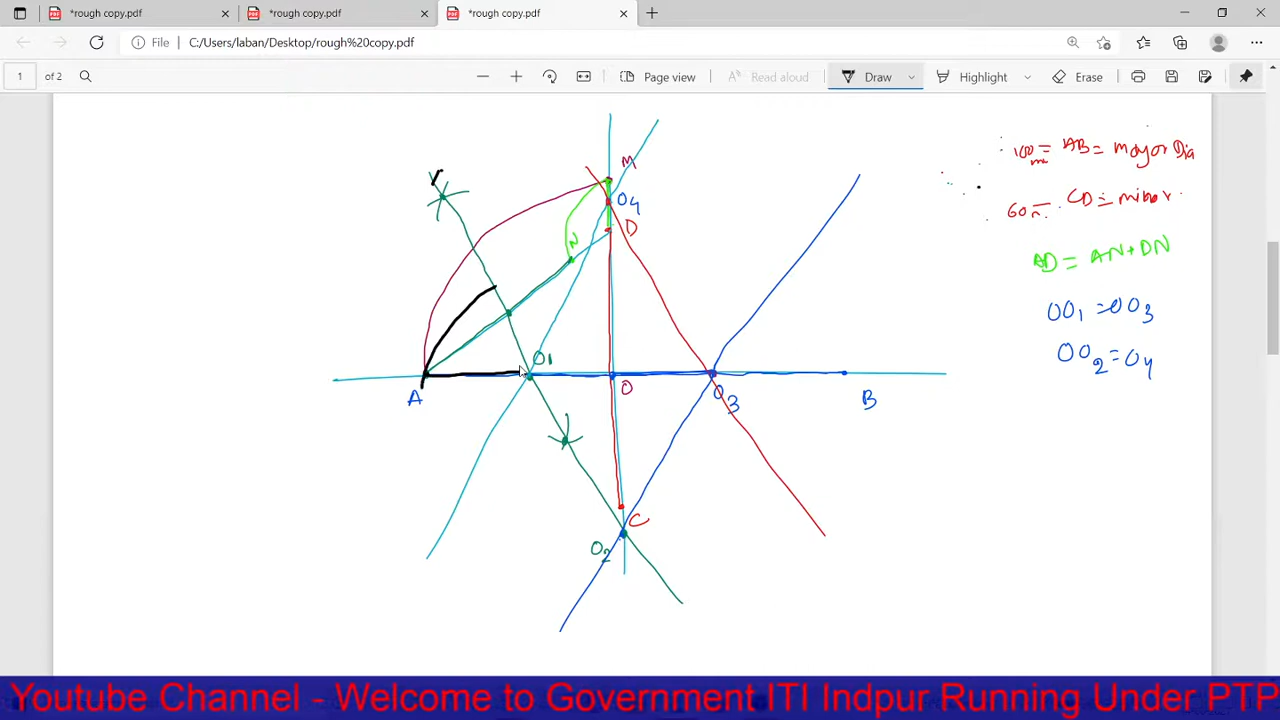 *rough copy.pdf
*rough copy.pdf
*rough copy.pdf
File C:/Users/laban/Desktop/rough%20copy.pdf
1 of 2 Page view Read aloud Draw Highlight Erase
M
O4
D
N
O1
A
O
O3
B
C
O2
100 = AB = major Dia
60 = CD = minor
AD = AN + DN
OO1 = OO3
OO2 = O4
Youtube Channel - Welcome to Government ITI Indpur Running Under PTP